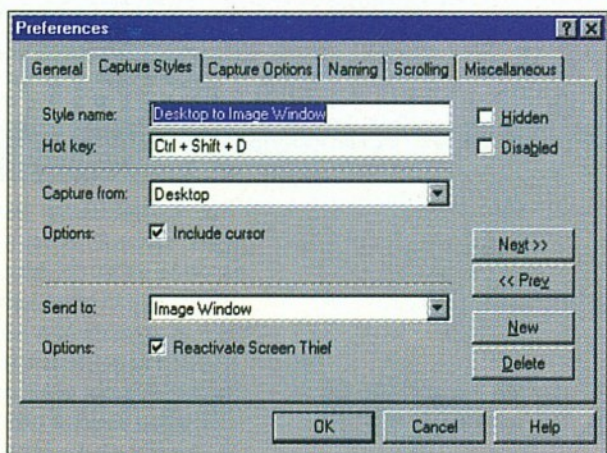 Preferences
General Capture Styles Capture Options Naming Scrolling Miscellaneous
Style name: Desktop to Image Window Hidden
Hot key: Ctrl + Shift + D Disabled
Capture from: Desktop
Options: Include cursor
Next >>
<< Prev
Send to: Image Window
New
Options: Reactivate Screen Thief
Delete
OK Cancel Help